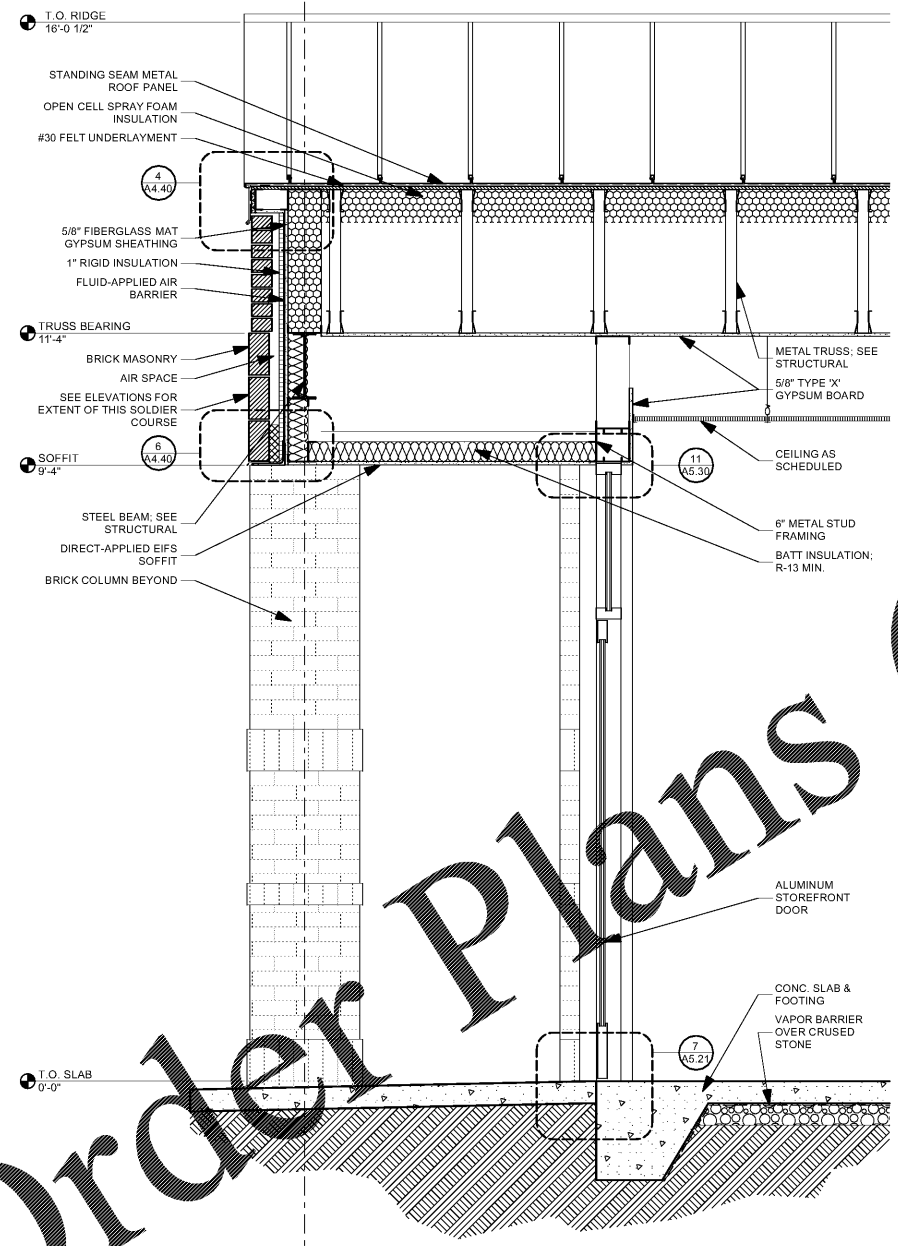 T.O. RIDGE
16'-0 1/2"
STANDING SEAM METAL
ROOF PANEL
OPEN CELL SPRAY FOAM
INSULATION
#30 FELT UNDERLAYMENT
4
A4.40
5/8" FIBERGLASS MAT
GYPSUM SHEATHING
1" RIGID INSULATION
FLUID-APPLIED AIR
BARRIER
TRUSS BEARING
11'-4"
BRICK MASONRY
AIR SPACE
SEE ELEVATIONS FOR
EXTENT OF THIS SOLDIER
COURSE
6
A4.40
SOFFIT
9'-4"
STEEL BEAM; SEE
STRUCTURAL
DIRECT-APPLIED EIFS
SOFFIT
BRICK COLUMN BEYOND
METAL TRUSS; SEE
STRUCTURAL
5/8" TYPE 'X'
GYPSUM BOARD
CEILING AS
SCHEDULED
11
A5.30
6" METAL STUD
FRAMING
BATT INSULATION;
R-13 MIN.
ALUMINUM
STOREFRONT
DOOR
CONC. SLAB &
FOOTING
VAPOR BARRIER
OVER CRUSED
STONE
7
A5.21
T.O. SLAB
0'-0"
Order Plans